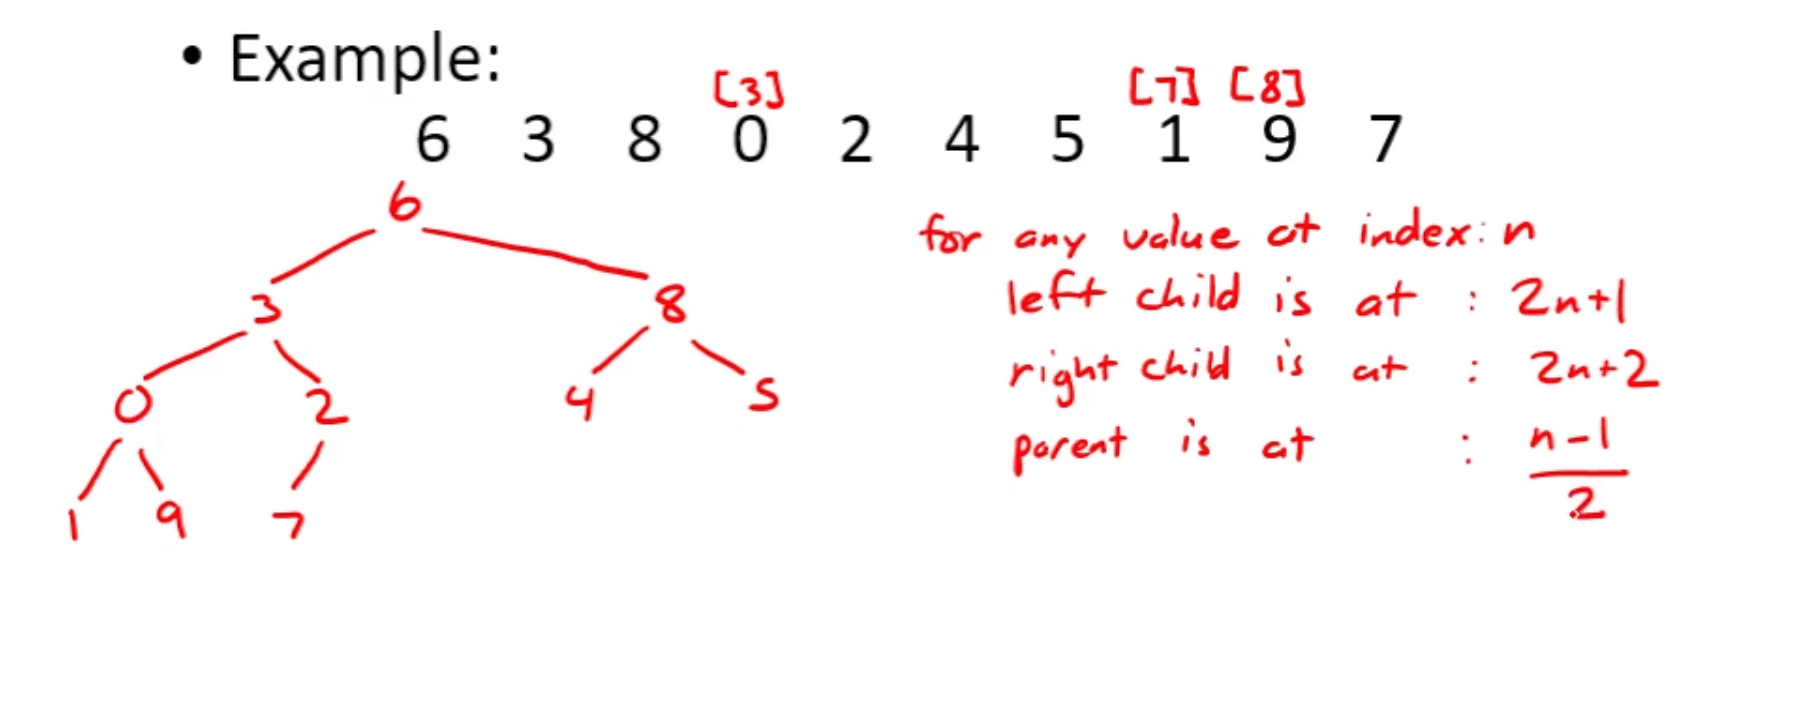 • Example:
[3] [7] [8]
6 3 8 0 2 4 5 1 9 7
6
3 8
0 2 4 5
1 9 7
for any value at index: n
left child is at : 2n+1
right child is at : 2n+2
parent is at : n-1
2